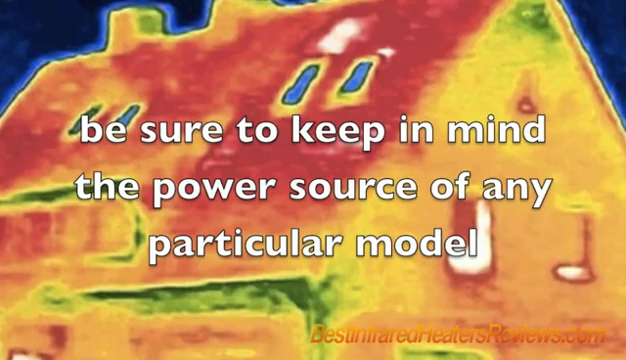 be sure to keep in mind
the power source of any
particular model
BestInfraredHeatersReviews.com